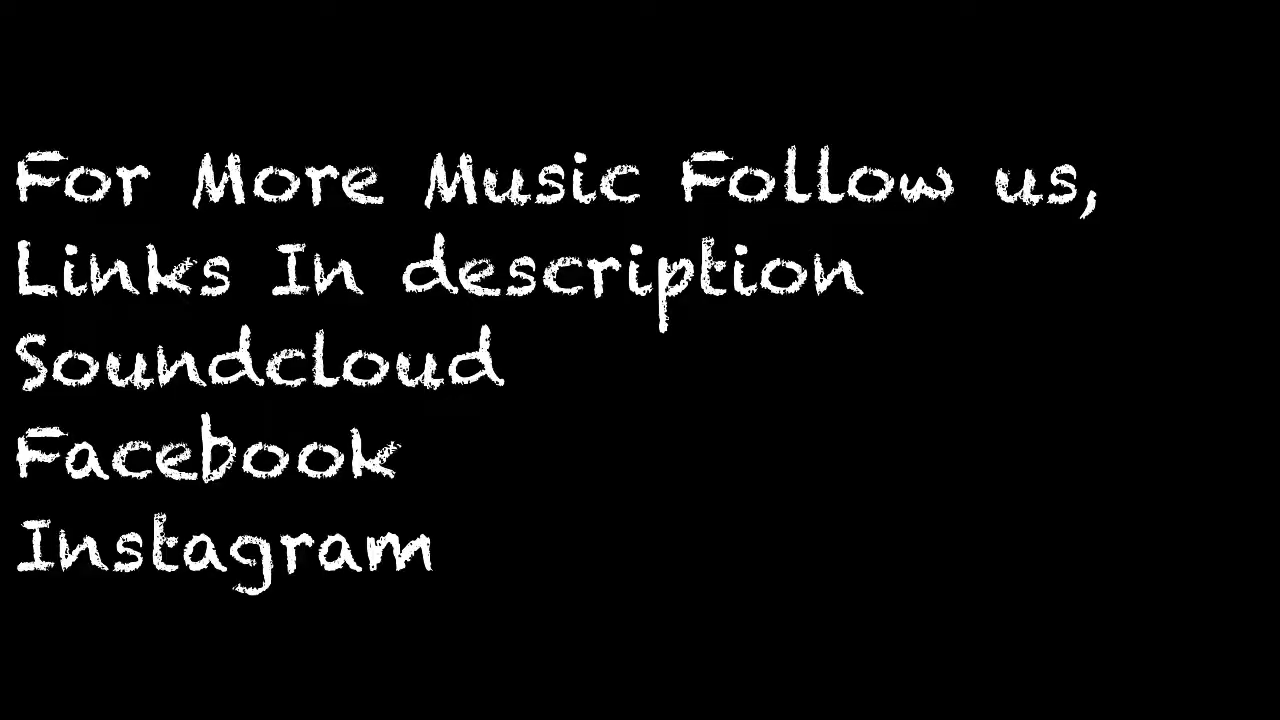 For More Music Follow us,
Links In description
Soundcloud
Facebook
Instagram